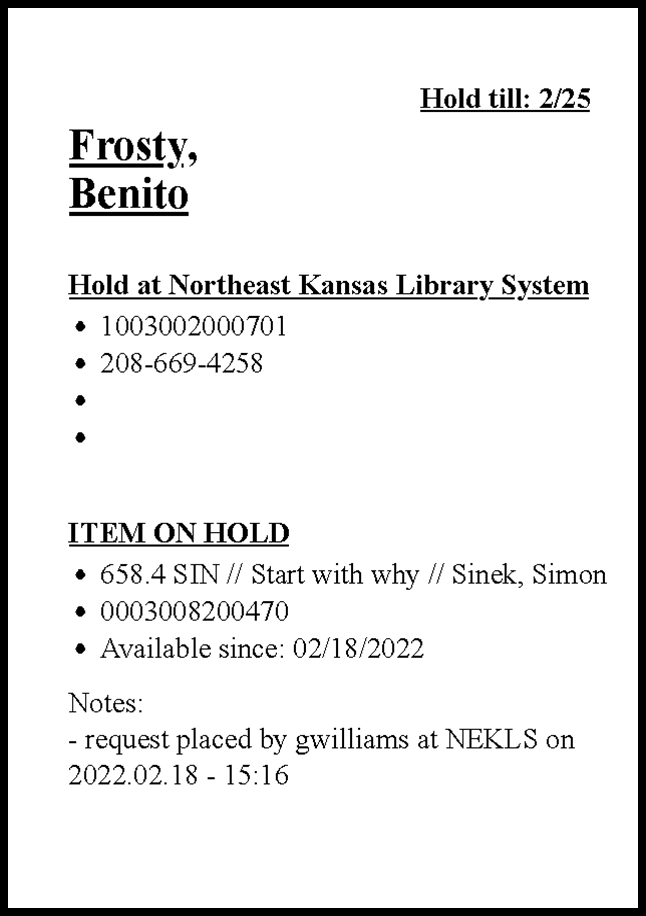 Hold till: 2/25
Frosty,
Benito
Hold at Northeast Kansas Library System
• 1003002000701
• 208-669-4258
•
•
ITEM ON HOLD
• 658.4 SIN // Start with why // Sinek, Simon
• 0003008200470
• Available since: 02/18/2022
Notes:
- request placed by gwilliams at NEKLS on
2022.02.18 - 15:16